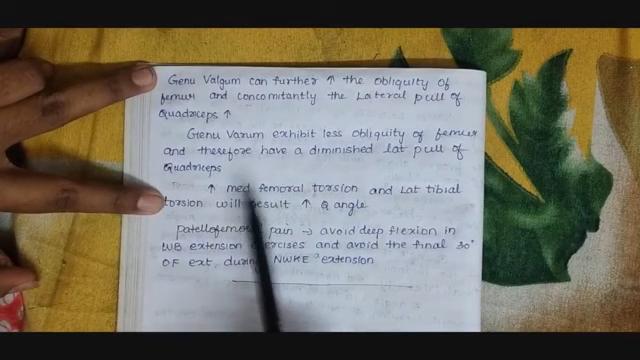 Genu Valgum can further ↑ the obliquity of
femur and concomitantly the Lateral pull of
Quadriceps ↑
Genu Varum exhibit less obliquity of femur
and therefore have a diminished lat pull of
Quadriceps
↑ med femoral torsion and Lat tibial
torsion will result ↑ Q angle
patellofemoral pain → avoid deep flexion in
WB extension exercises and avoid the final 30°
OF ext during NWKE extension